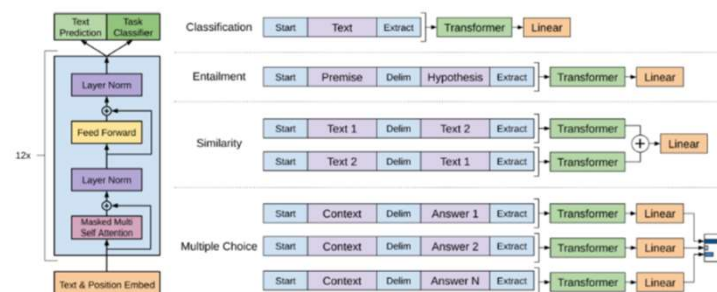 Text Prediction
Task Classifier
Layer Norm
Feed Forward
12x
Layer Norm
Masked Multi Self Attention
Text & Position Embed
Classification Start Text Extract Transformer Linear
Entailment Start Premise Delim Hypothesis Extract Transformer Linear
Similarity
Start Text 1 Delim Text 2 Extract Transformer
Linear
Start Text 2 Delim Text 1 Extract Transformer
Start Context Delim Answer 1 Extract Transformer Linear
Multiple Choice Start Context Delim Answer 2 Extract Transformer Linear
Start Context Delim Answer N Extract Transformer Linear